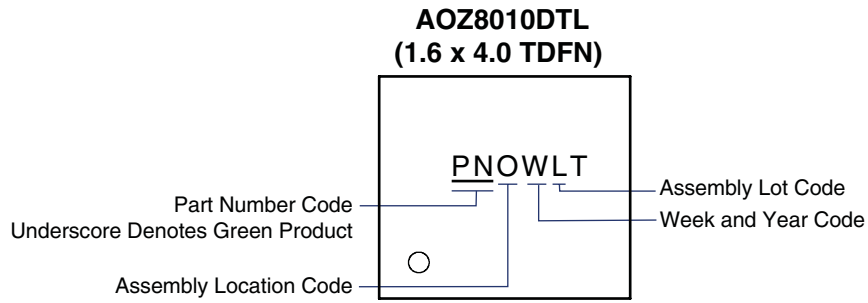 AOZ8010DTL
(1.6 x 4.0 TDFN)
PNOWLT
Part Number Code
Underscore Denotes Green Product
Assembly Location Code
Assembly Lot Code
Week and Year Code